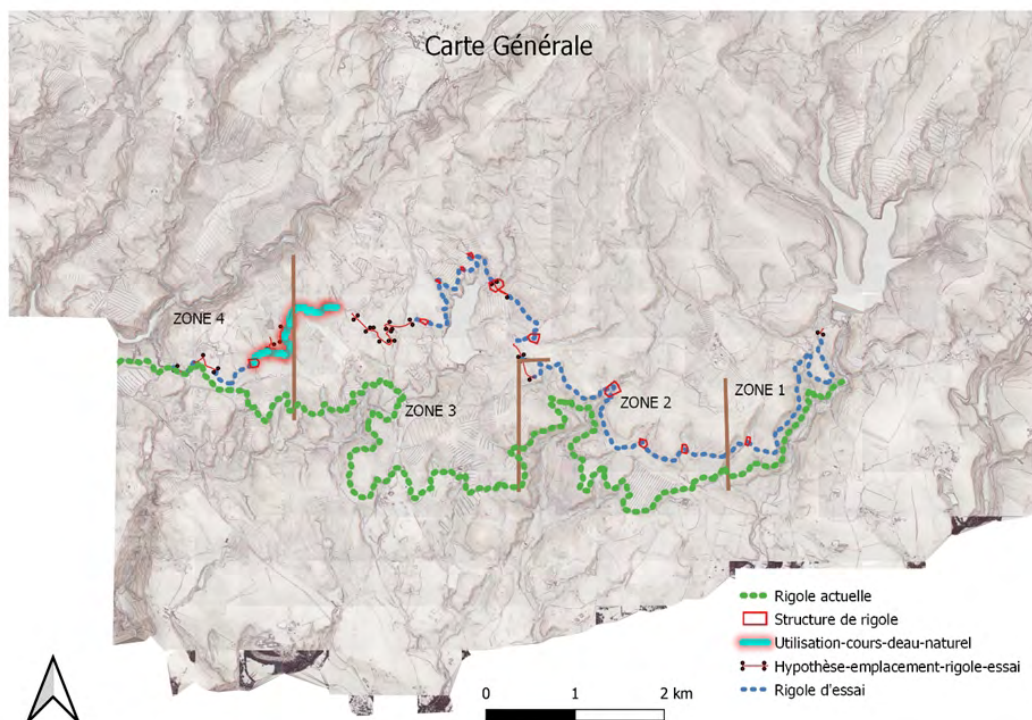 Carte Générale
ZONE 4
ZONE 3
ZONE 2
ZONE 1
Rigole actuelle
Structure de rigole
Utilisation-cours-deau-naturel
Hypothèse-emplacement-rigole-essai
Rigole d'essai
0 1 2 km